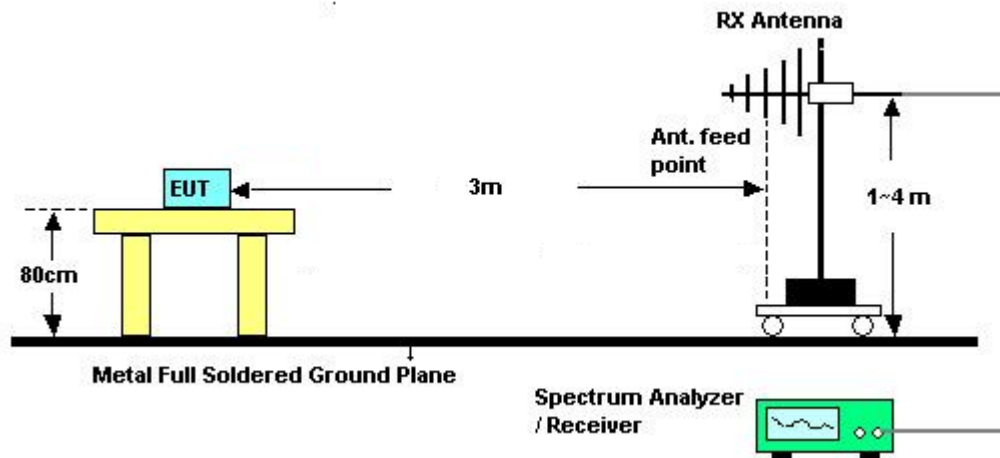 RX Antenna
Ant. feed
point
EUT
3m
1~4 m
80cm
Metal Full Soldered Ground Plane
Spectrum Analyzer
/ Receiver